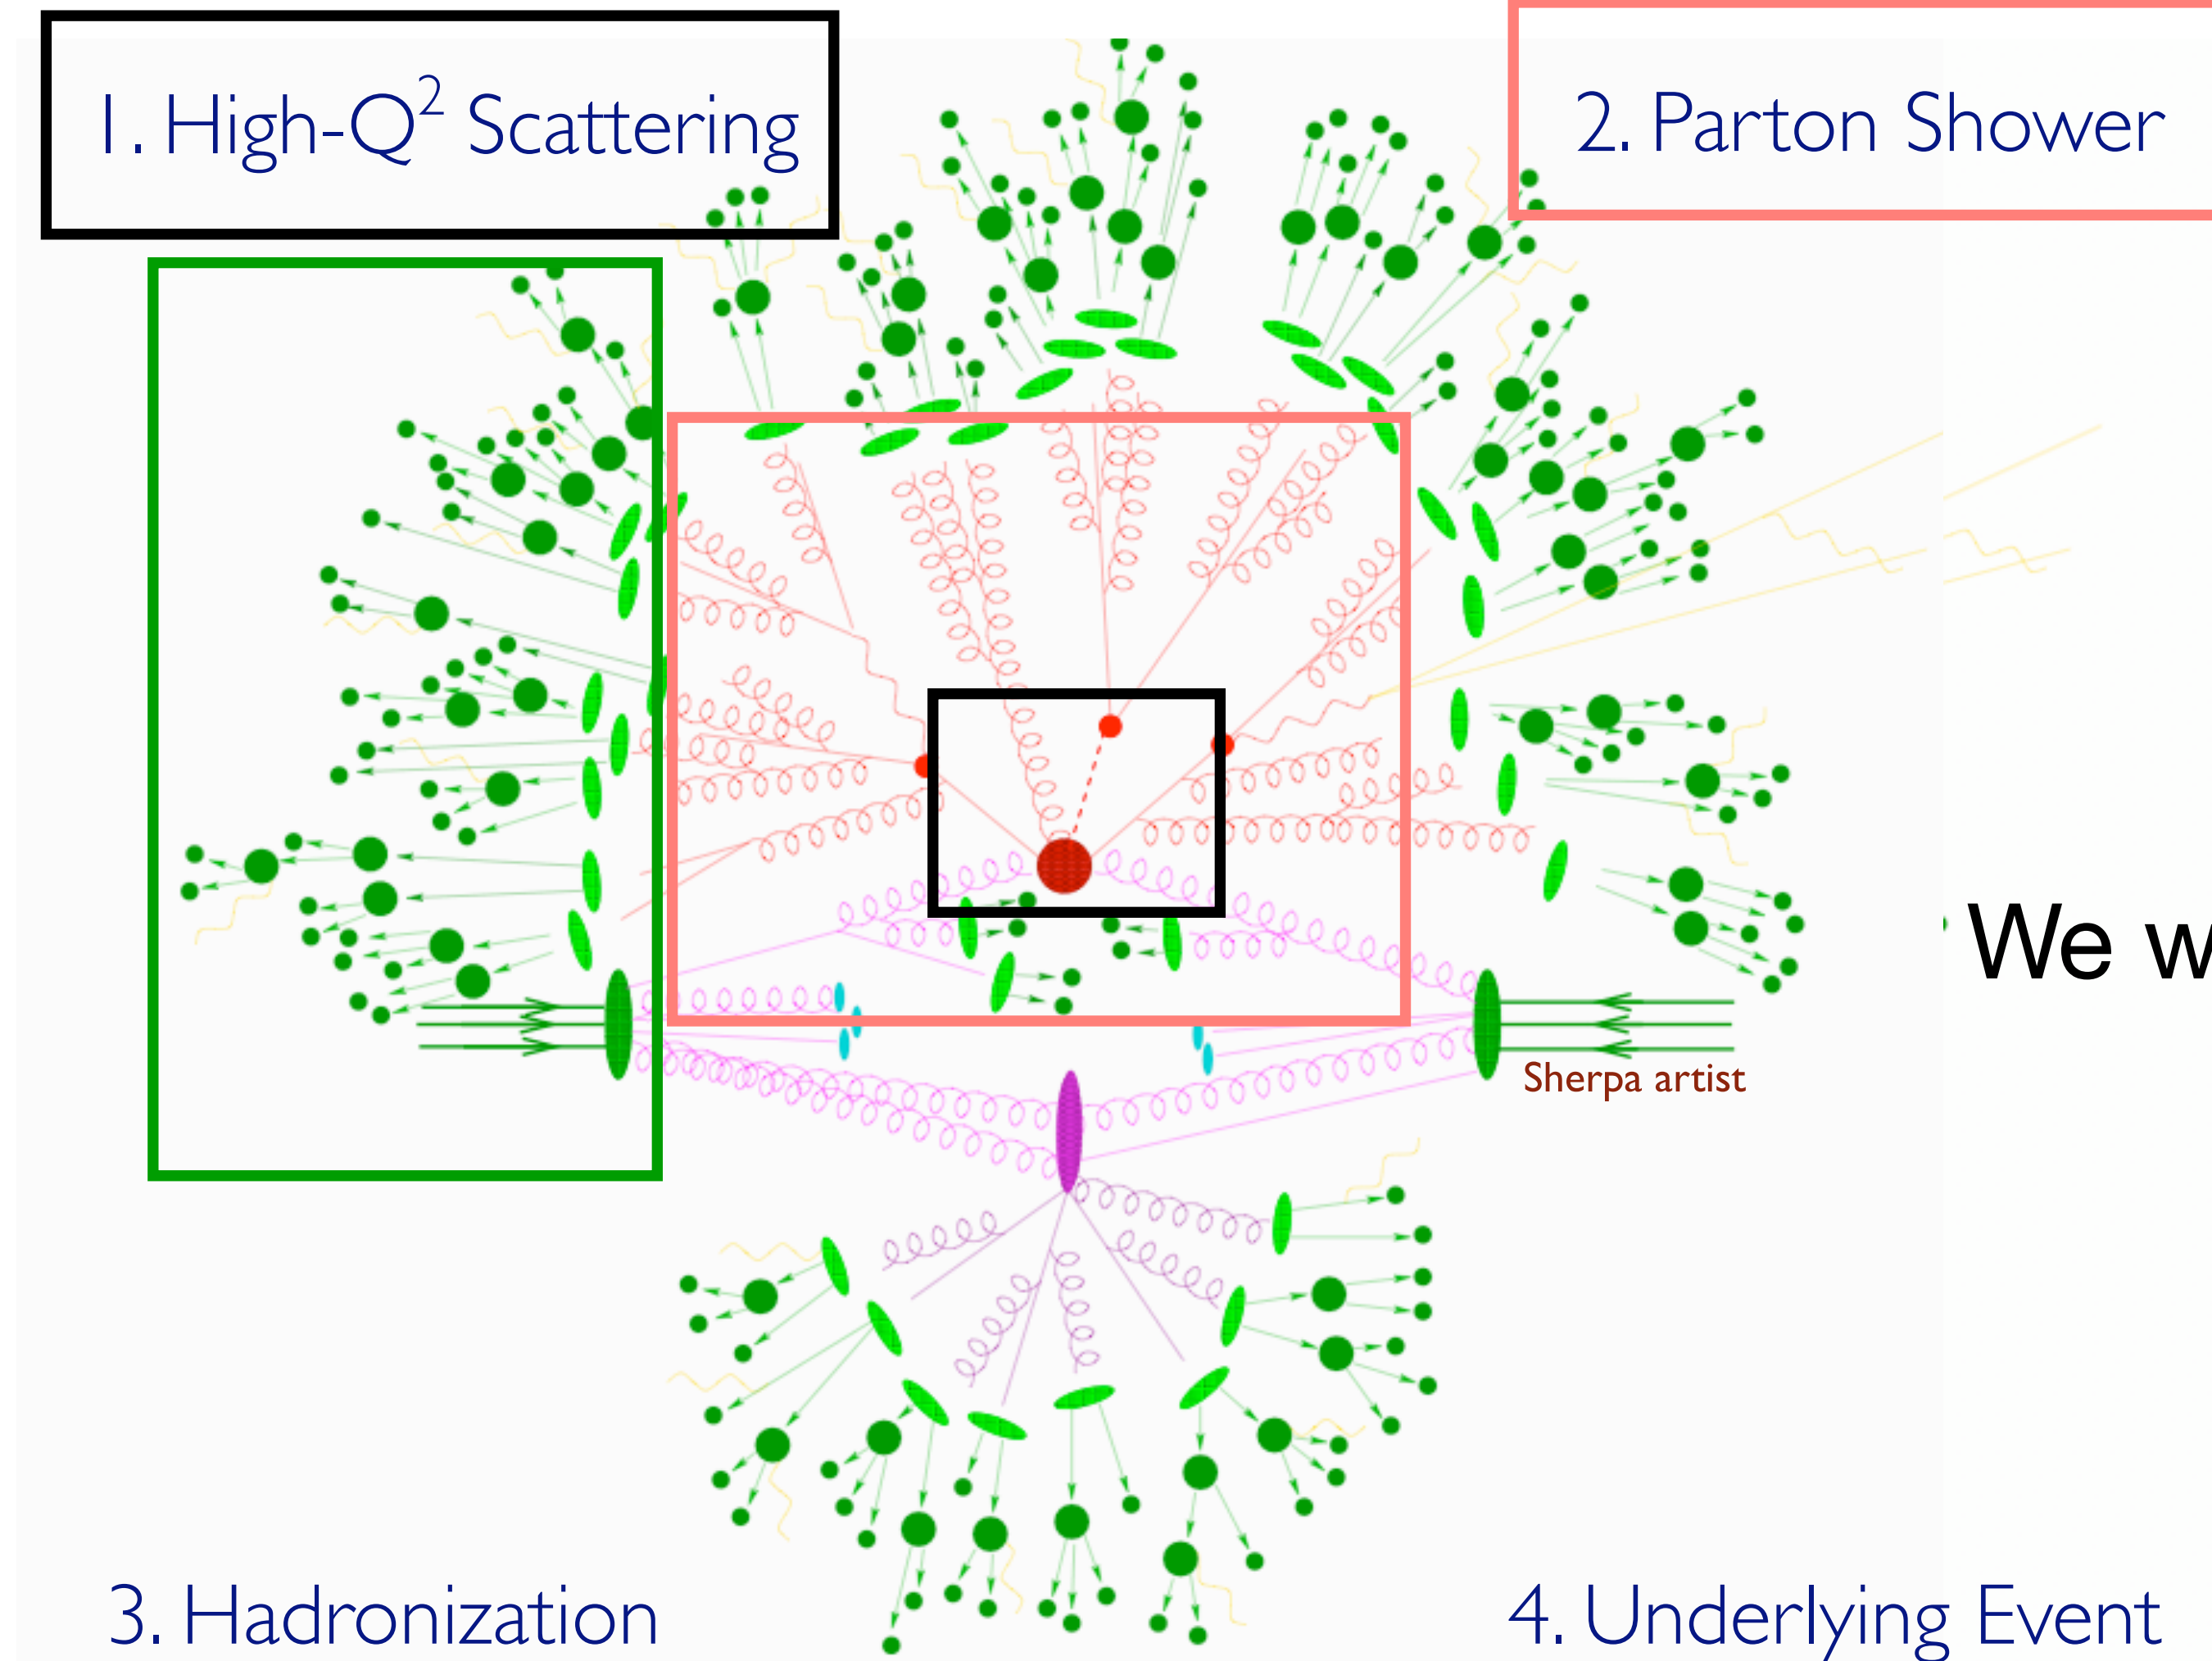 1. High-Q² Scattering
2. Parton Shower
We
Sherpa artist
3. Hadronization
4. Underlying Event